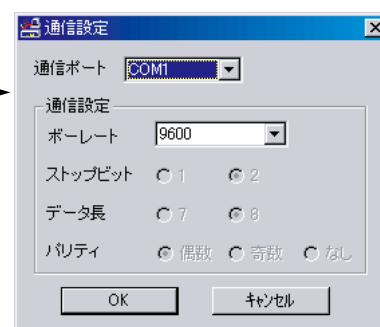 通信設定
通信ポート COM1
通信設定
ボーレート 9600
ストップビット 1 2
データ長 7 8
パリティ 偶数 奇数 なし
OK キャンセル